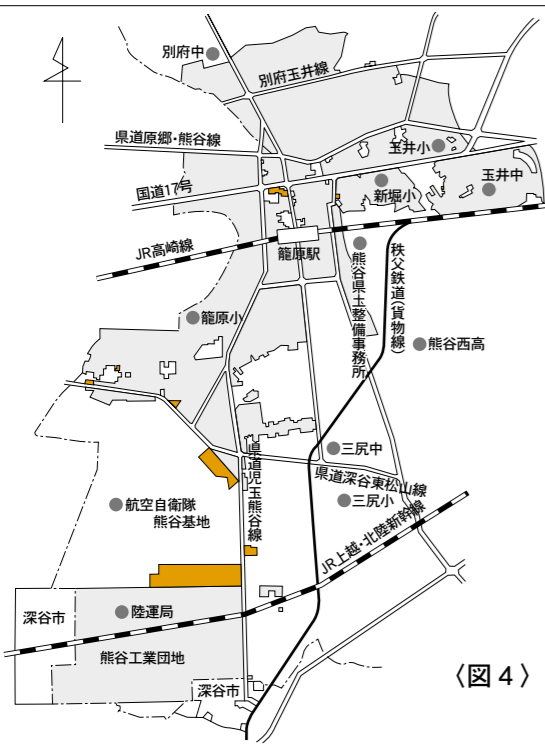 別府中
別府玉井線
県道原郷・熊谷線
玉井小
国道17号
新堀小
玉井中
JR高崎線
籠原駅
熊谷県土整備事務所
秩父鉄道(貨物線)
籠原小
熊谷西高
三尻中
県道児玉熊谷線
県道深谷東松山線
三尻小
航空自衛隊
熊谷基地
JR上越・北陸新幹線
深谷市
陸運局
熊谷工業団地
深谷市
〈図4〉